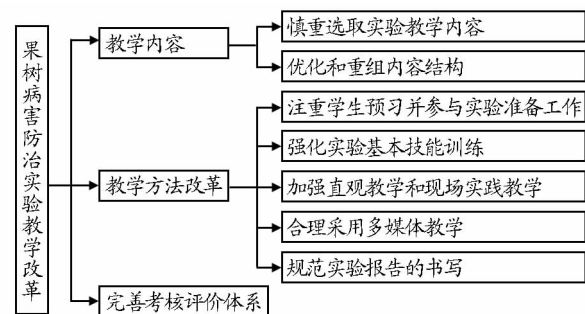 果树病害防治实验教学改革
教学内容
慎重选取实验教学内容
优化和重组内容结构
教学方法改革
注重学生预习并参与实验准备工作
强化实验基本技能训练
加强直观教学和现场实践教学
合理采用多媒体教学
规范实验报告的书写
完善考核评价体系